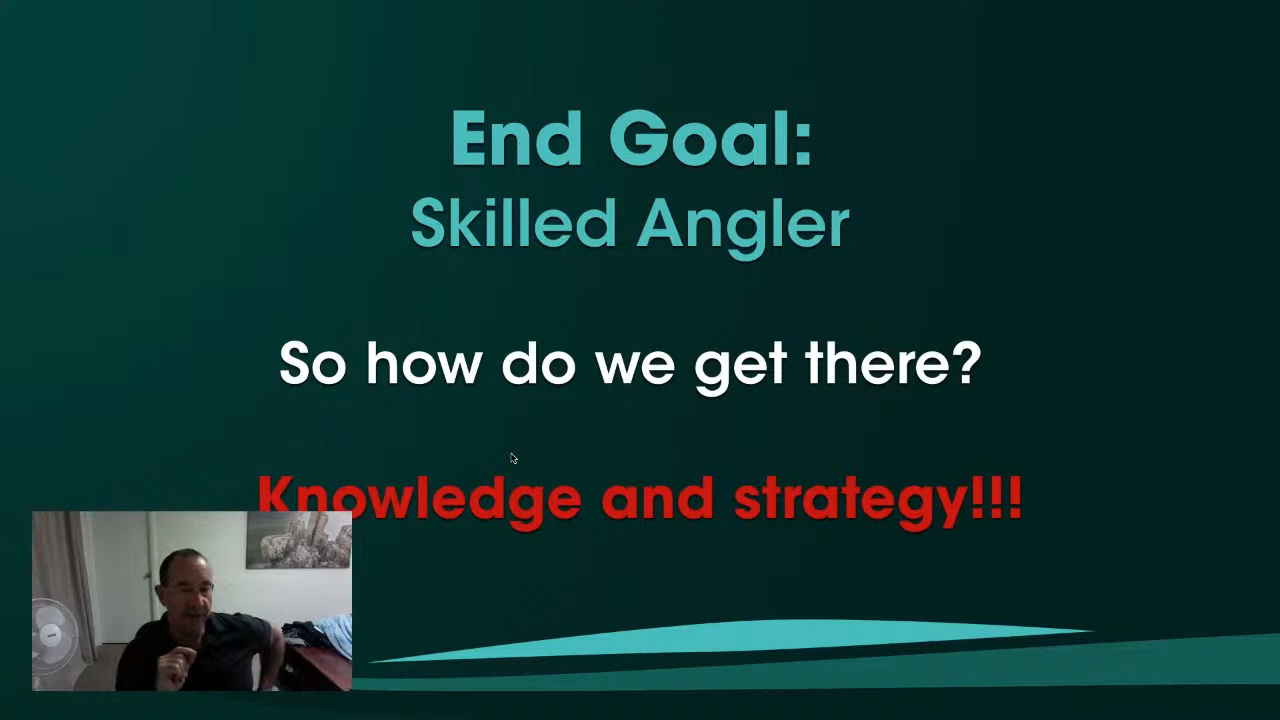 End Goal:
Skilled Angler
So how do we get there?
Knowledge and strategy!!!